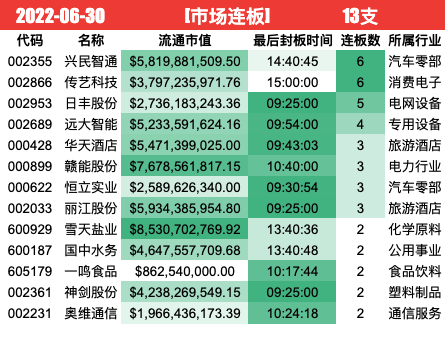 2022-06-30 [市场连板] 13支
代码 名称 流通市值 最后封板时间 连板数 所属行业
002355 兴民智通 $5,819,881,509.50 14:40:45 6 汽车零部
002866 传艺科技 $3,797,235,971.76 15:00:00 6 消费电子
002953 日丰股份 $2,736,183,243.36 09:25:00 5 电网设备
002689 远大智能 $5,233,591,624.16 09:54:00 4 专用设备
000428 华天酒店 $5,471,399,025.00 09:43:03 3 旅游酒店
000899 赣能股份 $7,678,561,817.15 10:40:00 3 电力行业
000622 恒立实业 $2,589,626,340.00 09:30:54 3 汽车零部
002033 丽江股份 $5,934,385,954.80 09:25:00 3 旅游酒店
600929 雪天盐业 $8,530,702,769.92 13:40:36 2 化学原料
600187 国中水务 $4,647,557,709.68 13:40:48 2 公用事业
605179 一鸣食品 $862,540,000.00 10:17:44 2 食品饮料
002361 神剑股份 $4,238,269,549.15 09:25:00 2 塑料制品
002231 奥维通信 $1,966,436,173.39 10:24:18 2 通信服务